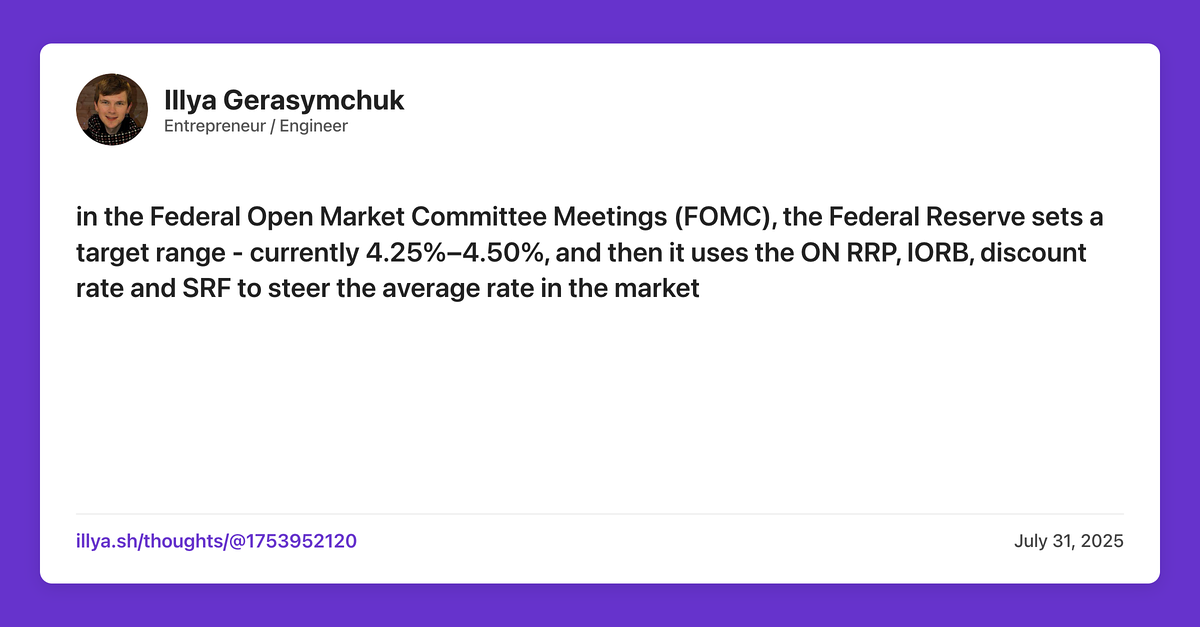 Illya Gerasymchuk
Entrepreneur / Engineer
in the Federal Open Market Committee Meetings (FOMC), the Federal Reserve sets a
target range - currently 4.25%–4.50%, and then it uses the ON RRP, IORB, discount
rate and SRF to steer the average rate in the market
illya.sh/thoughts/@1753952120
July 31, 2025